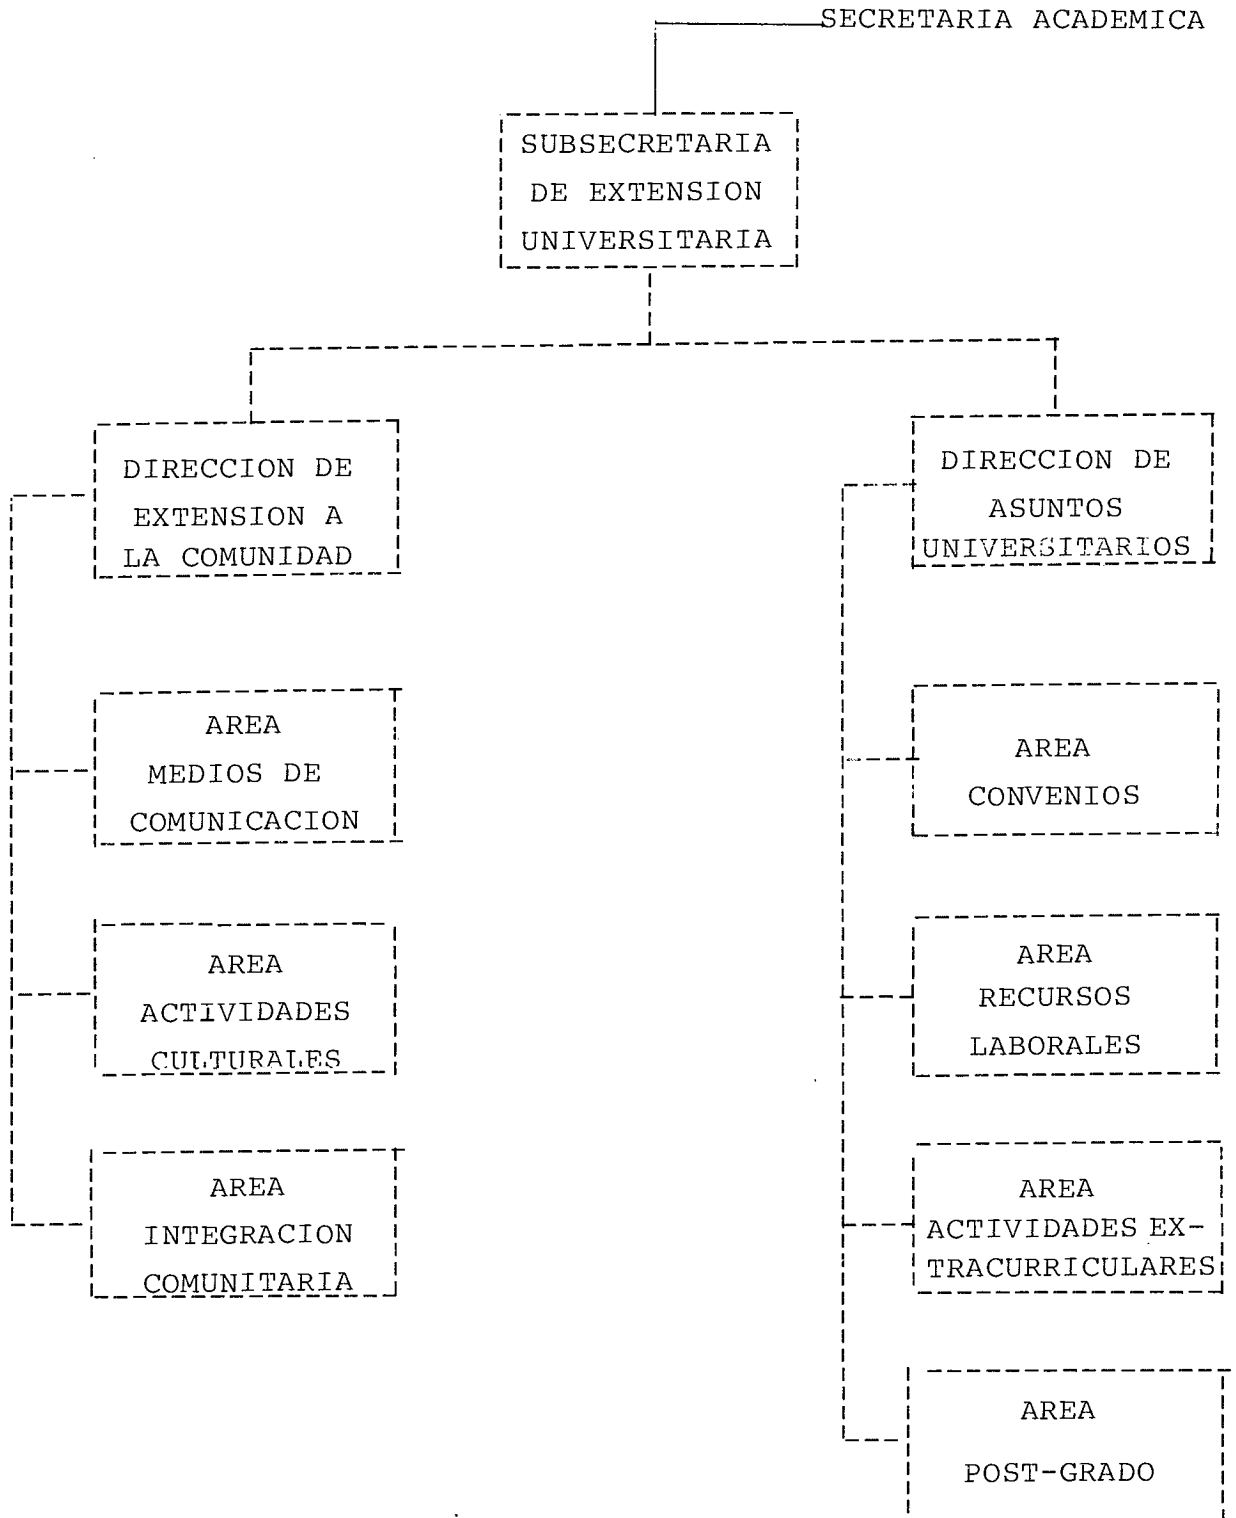 SECRETARIA ACADEMICA
SUBSECRETARIA
DE EXTENSION
UNIVERSITARIA
DIRECCION DE
EXTENSION A
LA COMUNIDAD
AREA
MEDIOS DE
COMUNICACION
AREA
ACTIVIDADES
CULTURALES
AREA
INTEGRACION
COMUNITARIA
DIRECCION DE
ASUNTOS
UNIVERSITARIOS
AREA
CONVENIOS
AREA
RECURSOS
LABORALES
AREA
ACTIVIDADES EX-
TRACURRICULARES
AREA
POST-GRADO